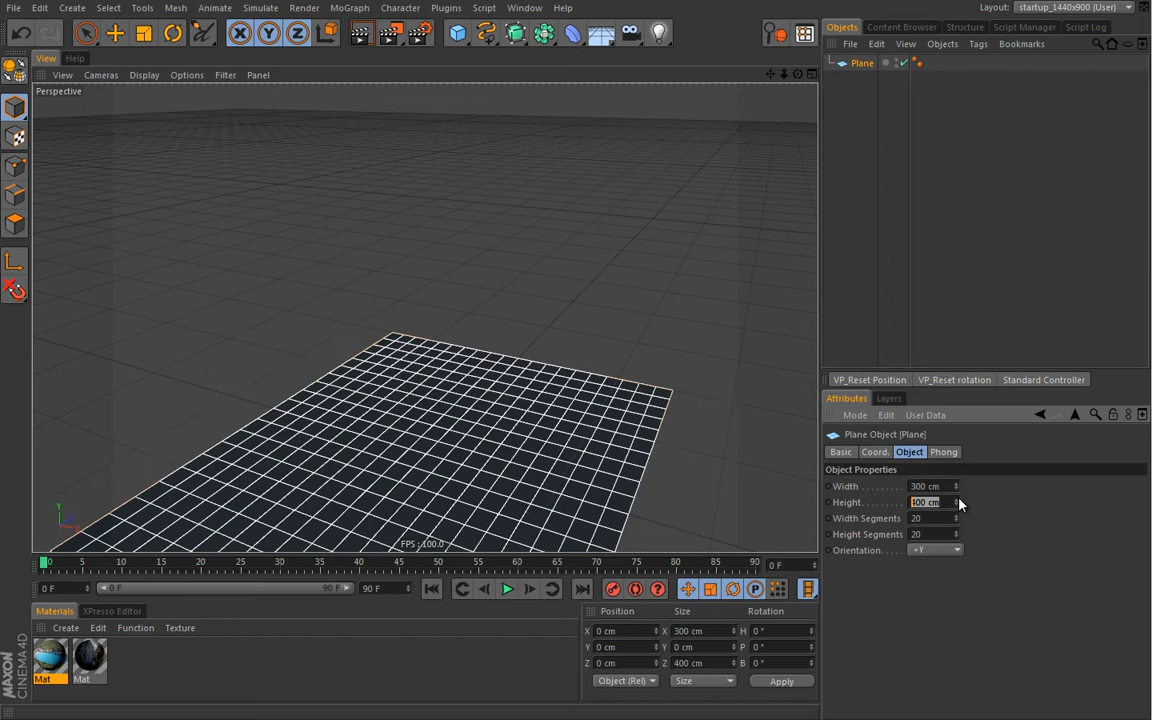 File Edit Create Select Tools Mesh Animate Simulate Render MoGraph Character Plugins Script Window Help Layout: startup_1440x900 (User)
X Y Z
Objects Content Browser Structure Script Manager Script Log
File Edit View Objects Tags Bookmarks
View Help
Plane
View Cameras Display Options Filter Panel
Perspective
Y
FPS : 100.0
VP_Reset Position VP_Reset rotation Standard Controller
Attributes Layers
Mode Edit User Data
Plane Object [Plane]
Basic Coord. Object Phong
Object Properties
Width 300 cm
Height 400 cm
Width Segments 20
Height Segments 20
Orientation +Y
0 5 10 15 20 25 30 35 40 45 50 55 60 65 70 75 80 85 90 0 F
0 F 0 F 90 F 90 F
Materials XPresso Editor
Create Edit Function Texture
Mat Mat
Position Size Rotation
X 0 cm X 300 cm H 0 °
Y 0 cm Y 0 cm P 0 °
Z 0 cm Z 400 cm B 0 °
Object (Rel) Size Apply
MAXON
CINEMA 4D